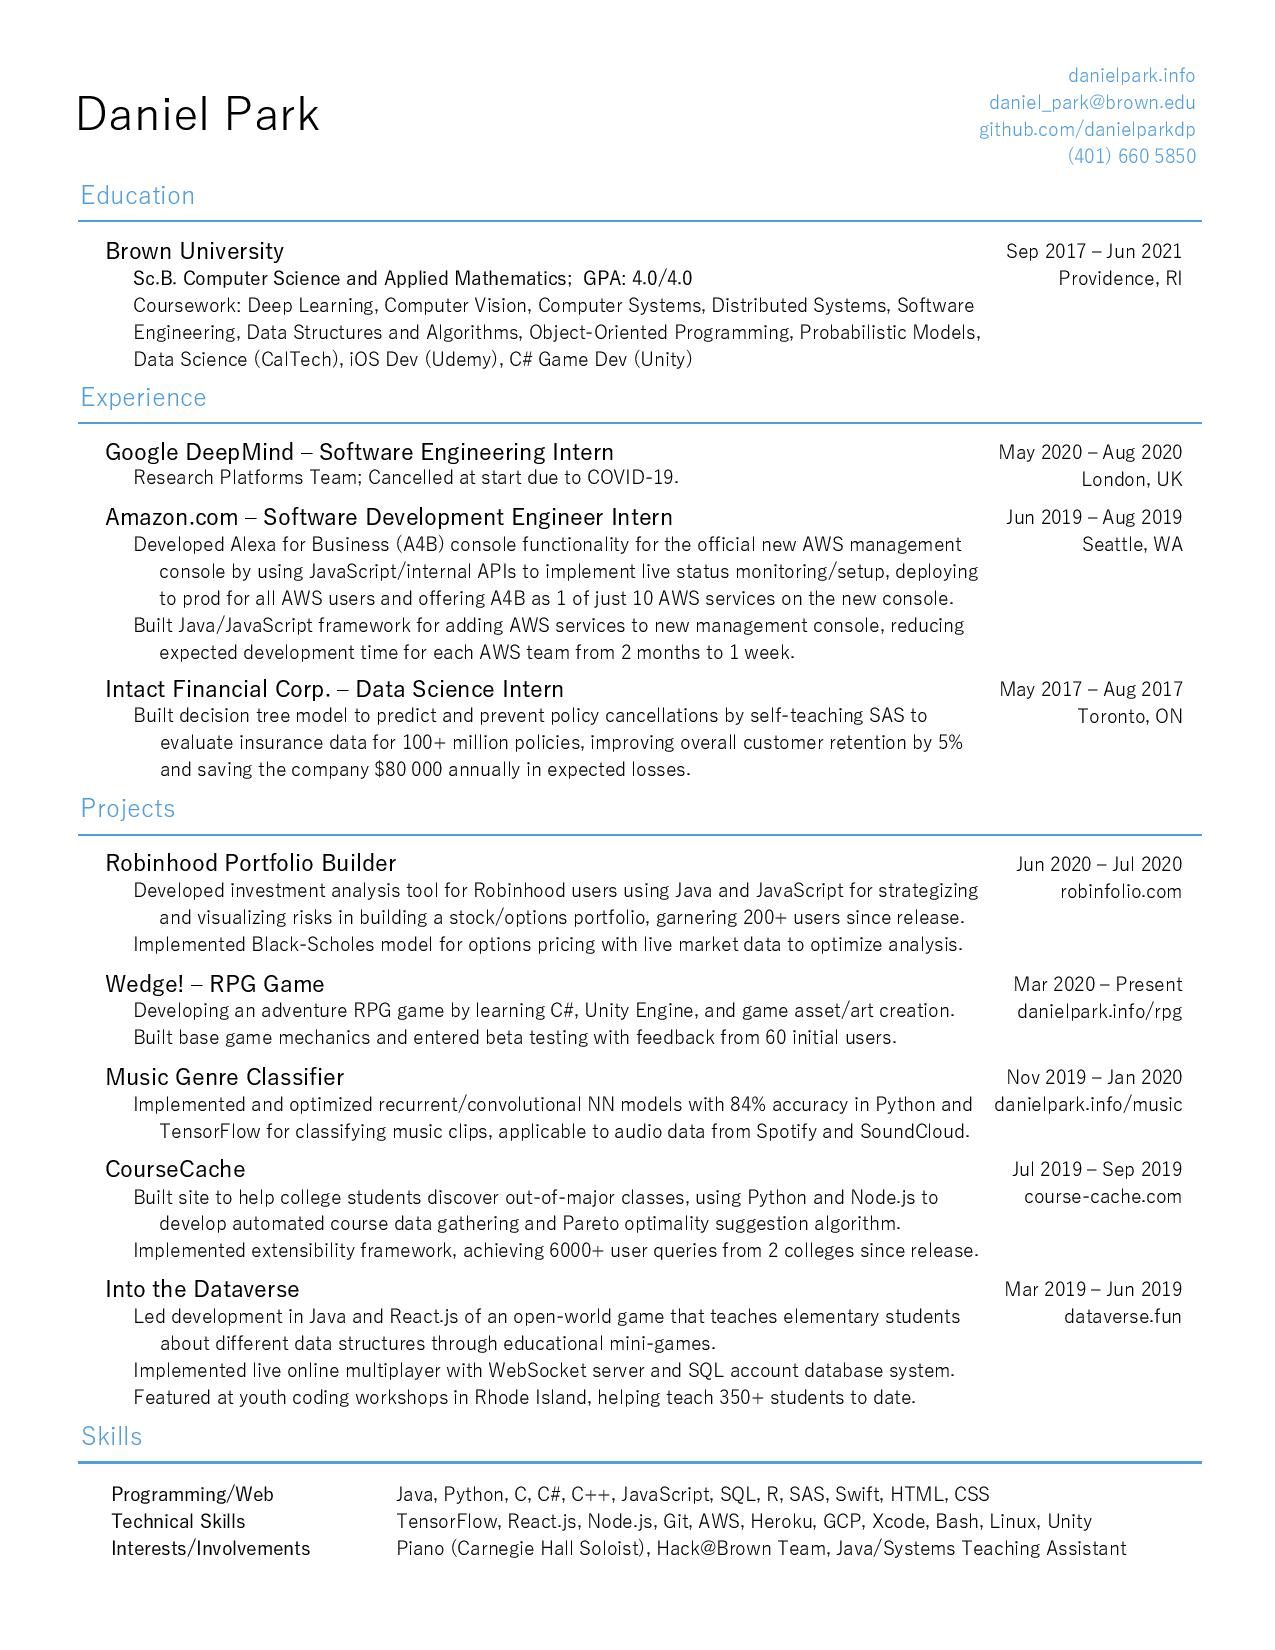 Daniel Park
danielpark.info
daniel_park@brown.edu
github.com/danielparkdp
(401) 660 5850
Education
Brown University
Sep 2017 – Jun 2021
Sc.B. Computer Science and Applied Mathematics;  GPA: 4.0/4.0
Providence, RI
Coursework: Deep Learning, Computer Vision, Computer Systems, Distributed Systems, Software
Engineering, Data Structures and Algorithms, Object-Oriented Programming, Probabilistic Models,
Data Science (CalTech), iOS Dev (Udemy), C# Game Dev (Unity)
Experience
Google DeepMind – Software Engineering Intern
May 2020 – Aug 2020
Research Platforms Team; Cancelled at start due to COVID-19.
London, UK
Amazon.com – Software Development Engineer Intern
Jun 2019 – Aug 2019
Developed Alexa for Business (A4B) console functionality for the official new AWS management
Seattle, WA
console by using JavaScript/internal APIs to implement live status monitoring/setup, deploying
to prod for all AWS users and offering A4B as 1 of just 10 AWS services on the new console.
Built Java/JavaScript framework for adding AWS services to new management console, reducing
expected development time for each AWS team from 2 months to 1 week.
Intact Financial Corp. – Data Science Intern
May 2017 – Aug 2017
Built decision tree model to predict and prevent policy cancellations by self-teaching SAS to
Toronto, ON
evaluate insurance data for 100+ million policies, improving overall customer retention by 5%
and saving the company $80 000 annually in expected losses.
Projects
Robinhood Portfolio Builder
Jun 2020 – Jul 2020
Developed investment analysis tool for Robinhood users using Java and JavaScript for strategizing
robinfolio.com
and visualizing risks in building a stock/options portfolio, garnering 200+ users since release.
Implemented Black-Scholes model for options pricing with live market data to optimize analysis.
Wedge! – RPG Game
Mar 2020 – Present
Developing an adventure RPG game by learning C#, Unity Engine, and game asset/art creation.
danielpark.info/rpg
Built base game mechanics and entered beta testing with feedback from 60 initial users.
Music Genre Classifier
Nov 2019 – Jan 2020
Implemented and optimized recurrent/convolutional NN models with 84% accuracy in Python and
danielpark.info/music
TensorFlow for classifying music clips, applicable to audio data from Spotify and SoundCloud.
CourseCache
Jul 2019 – Sep 2019
Built site to help college students discover out-of-major classes, using Python and Node.js to
course-cache.com
develop automated course data gathering and Pareto optimality suggestion algorithm.
Implemented extensibility framework, achieving 6000+ user queries from 2 colleges since release.
Into the Dataverse
Mar 2019 – Jun 2019
Led development in Java and React.js of an open-world game that teaches elementary students
dataverse.fun
about different data structures through educational mini-games.
Implemented live online multiplayer with WebSocket server and SQL account database system.
Featured at youth coding workshops in Rhode Island, helping teach 350+ students to date.
Skills
Programming/Web Java, Python, C, C#, C++, JavaScript, SQL, R, SAS, Swift, HTML, CSS
Technical Skills TensorFlow, React.js, Node.js, Git, AWS, Heroku, GCP, Xcode, Bash, Linux, Unity
Interests/Involvements Piano (Carnegie Hall Soloist), Hack@Brown Team, Java/Systems Teaching Assistant